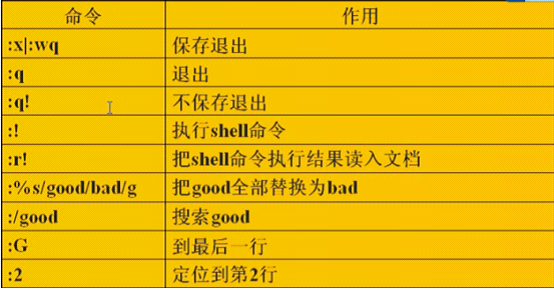 命令 作用
:x|:wq 保存退出
:q 退出
:q! 不保存退出
:! 执行shell命令
:r! 把shell命令执行结果读入文档
:%s/good/bad/g 把good全部替换为bad
:/good 搜索good
:G 到最后一行
:2 定位到第2行